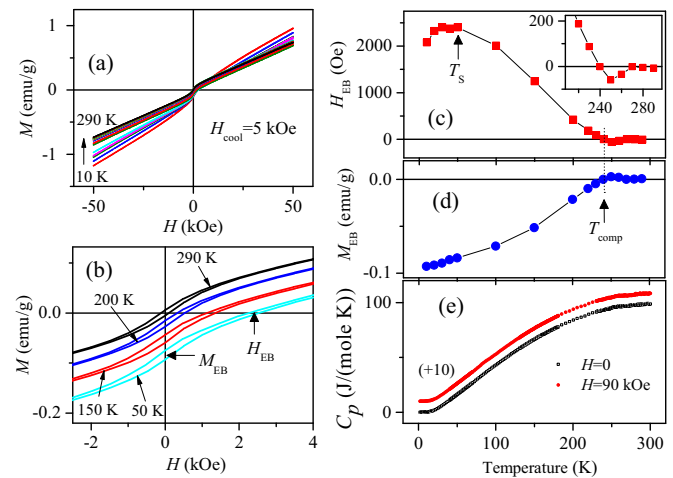 (a)
M (emu/g)
1
0
-1
290 K
10 K
H_cool=5 kOe
-50
0
50
H (kOe)
(b)
M (emu/g)
0.0
-0.2
290 K
200 K
M_EB
H_EB
150 K
50 K
-2
0
2
4
H (kOe)
H_EB (Oe)
2000
1000
0
T_S
(c)
200
0
240
280
M_EB (emu/g)
0.0
-0.1
(d)
T_comp
C_p (J/(mole K))
100
0
(e)
(+10)
H=0
H=90 kOe
0
50
100
150
200
250
300
Temperature (K)